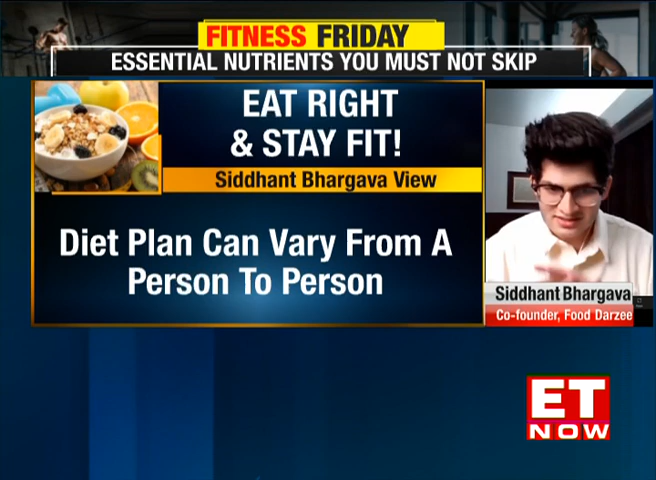 FITNESS FRIDAY
ESSENTIAL NUTRIENTS YOU MUST NOT SKIP
EAT RIGHT
& STAY FIT!
Siddhant Bhargava View
Diet Plan Can Vary From A
Person To Person
Siddhant Bhargava
Co-founder, Food Darzee
ET
NOW